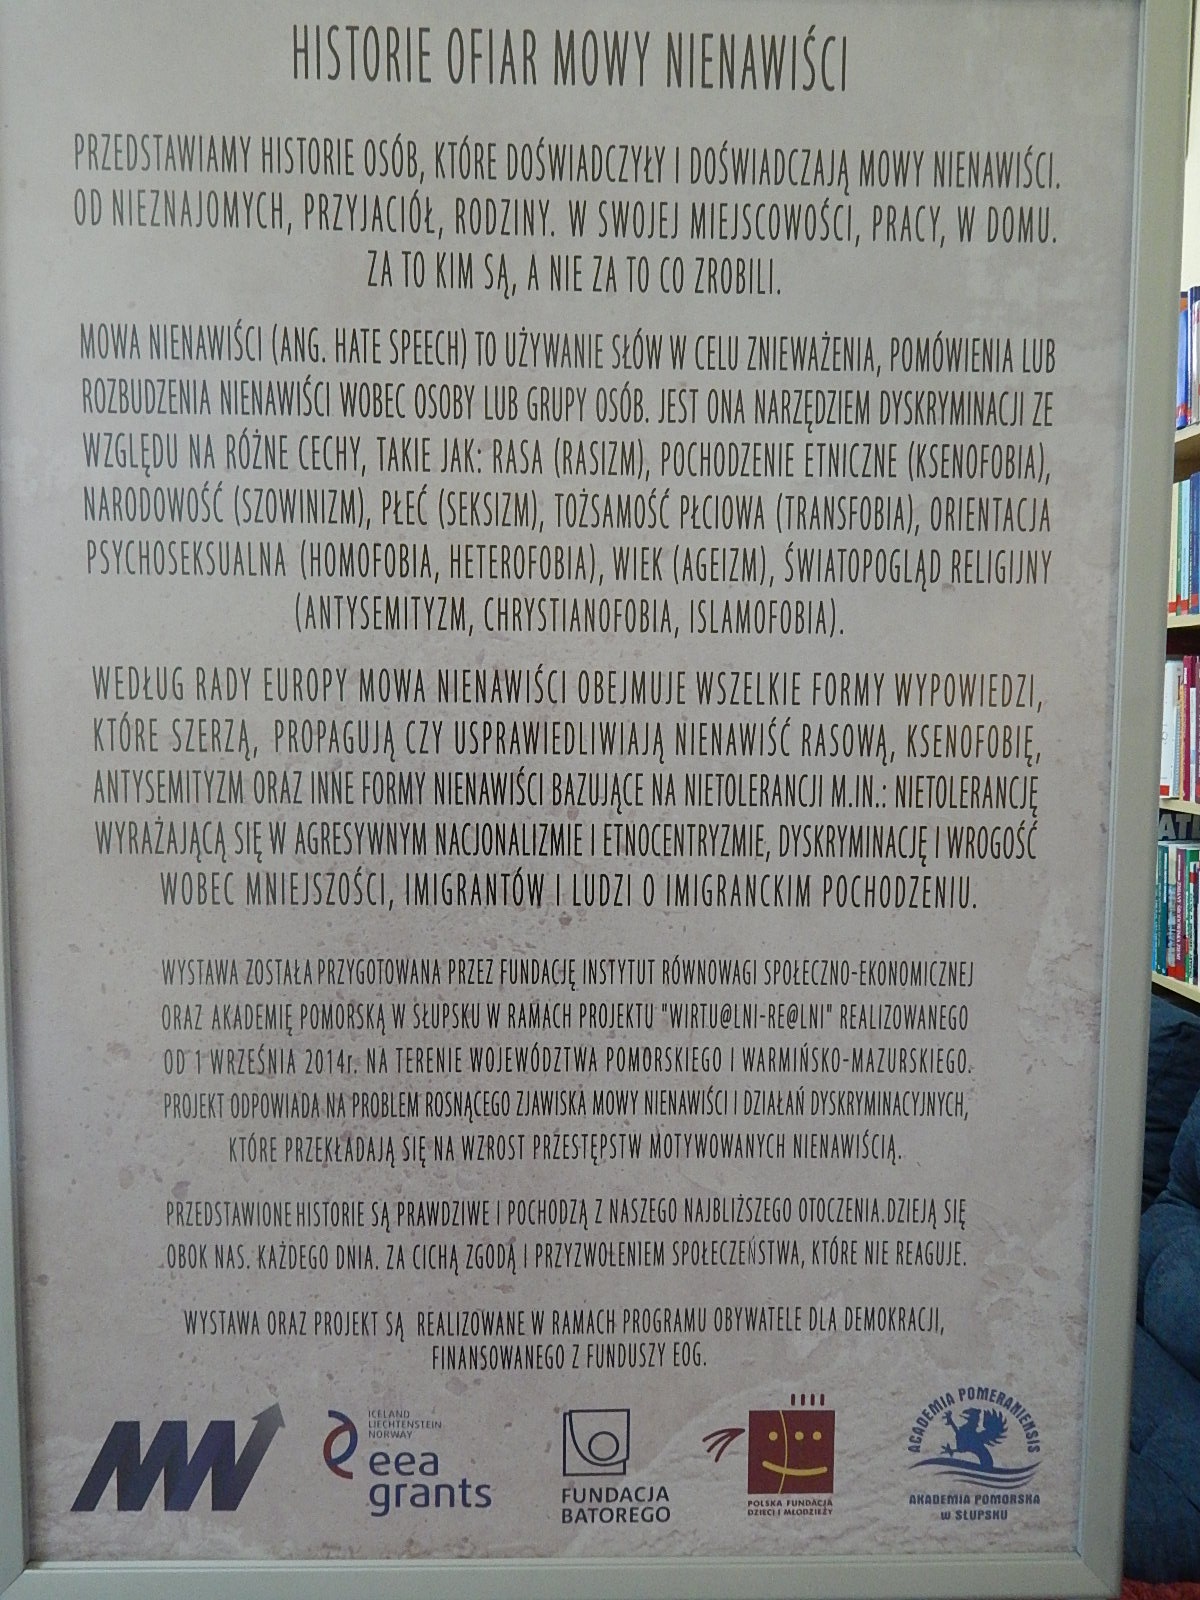 HISTORIE OFIAR MOWY NIENAWIŚCI
PRZEDSTAWIAMY HISTORIE OSÓB, KTÓRE DOŚWIADCZYŁY I DOŚWIADCZAJĄ MOWY NIENAWIŚCI.
OD NIEZNAJOMYCH, PRZYJACIÓŁ, RODZINY. W SWOJEJ MIEJSCOWOŚCI, PRACY, W DOMU.
ZA TO KIM SĄ, A NIE ZA TO CO ZROBILI.
MOWA NIENAWIŚCI (ANG. HATE SPEECH) TO UŻYWANIE SŁÓW W CELU ZNIEWAŻENIA, POMÓWIENIA LUB
ROZBUDZENIA NIENAWIŚCI WOBEC OSOBY LUB GRUPY OSÓB. JEST ONA NARZĘDZIEM DYSKRYMINACJI ZE
WZGLĘDU NA RÓŻNE CECHY, TAKIE JAK: RASA (RASIZM), POCHODZENIE ETNICZNE (KSENOFOBIA),
NARODOWOŚĆ (SZOWINIZM), PŁEĆ (SEKSIZM), TOŻSAMOŚĆ PŁCIOWA (TRANSFOBIA), ORIENTACJA
PSYCHOSEKSUALNA (HOMOFOBIA, HETEROFOBIA), WIEK (AGEIZM), ŚWIATOPOGLĄD RELIGIJNY
(ANTYSEMITYZM, CHRYSTIANOFOBIA, ISLAMOFOBIA).
WEDŁUG RADY EUROPY MOWA NIENAWIŚCI OBEJMUJE WSZELKIE FORMY WYPOWIEDZI,
KTÓRE SZERZĄ, PROPAGUJĄ CZY USPRAWIEDLIWIAJĄ NIENAWIŚĆ RASOWĄ, KSENOFOBIĘ,
ANTYSEMITYZM ORAZ INNE FORMY NIENAWIŚCI BAZUJĄCE NA NIETOLERANCJI M.IN.: NIETOLERANCJĘ
WYRAŻAJĄCĄ SIĘ W AGRESYWNYM NACJONALIZMIE I ETNOCENTRYZMIE, DYSKRYMINACJĘ I WROGOŚĆ
WOBEC MNIEJSZOŚCI, IMIGRANTÓW I LUDZI O IMIGRANCKIM POCHODZENIU.
WYSTAWA ZOSTAŁA PRZYGOTOWANA PRZEZ FUNDACJĘ INSTYTUT RÓWNOWAGI SPOŁECZNO-EKONOMICZNEJ
ORAZ AKADEMIĘ POMORSKĄ W SŁUPSKU W RAMACH PROJEKTU "WIRTU@LNI-RE@LNI" REALIZOWANEGO
OD 1 WRZEŚNIA 2014r. NA TERENIE WOJEWÓDZTWA POMORSKIEGO I WARMIŃSKO-MAZURSKIEGO.
PROJEKT ODPOWIADA NA PROBLEM ROSNĄCEGO ZJAWISKA MOWY NIENAWIŚCI I DZIAŁAŃ DYSKRYMINACYJNYCH,
KTÓRE PRZEKŁADAJĄ SIĘ NA WZROST PRZESTĘPSTW MOTYWOWANYCH NIENAWIŚCIĄ.
PRZEDSTAWIONE HISTORIE SĄ PRAWDZIWE I POCHODZĄ Z NASZEGO NAJBLIŻSZEGO OTOCZENIA.DZIEJĄ SIĘ
OBOK NAS. KAŻDEGO DNIA. ZA CICHĄ ZGODĄ I PRZYZWOLENIEM SPOŁECZEŃSTWA, KTÓRE NIE REAGUJE.
WYSTAWA ORAZ PROJEKT SĄ REALIZOWANE W RAMACH PROGRAMU OBYWATELE DLA DEMOKRACJI,
FINANSOWANEGO Z FUNDUSZY EOG.
ICELAND
LIECHTENSTEIN
NORWAY
eea
grants
FUNDACJA
BATOREGO
POLSKA FUNDACJA
DZIECI I MŁODZIEŻY
ACADEMIA POMERANIENSIS
AKADEMIA POMORSKA
W SŁUPSKU